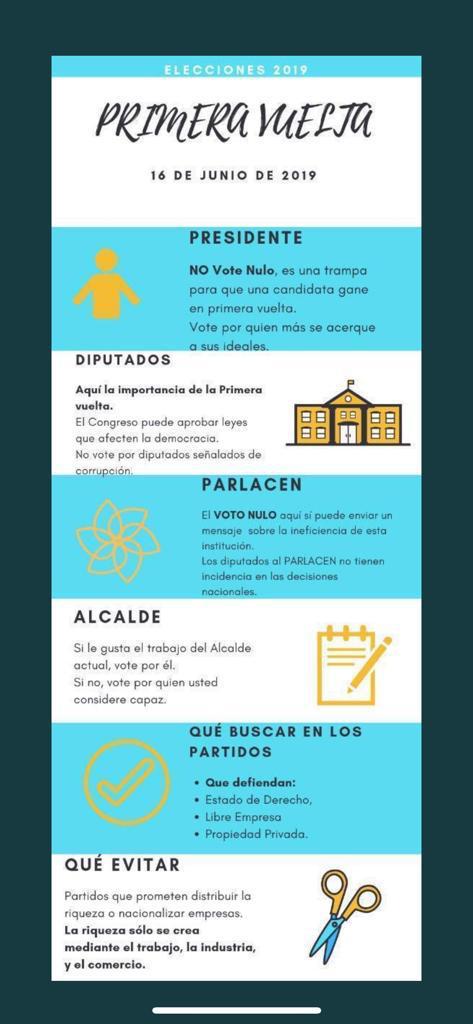 ELECCIONES 2019
PRIMERA VUELTA
16 DE JUNIO DE 2019
PRESIDENTE
NO Vote Nulo, es una trampa
para que una candidata gane
en primera vuelta.
Vote por quien más se acerque
a sus ideales.
DIPUTADOS
Aquí la importancia de la Primera
vuelta.
El Congreso puede aprobar leyes
que afecten la democracia.
No vote por diputados señalados de
corrupción.
PARLACEN
El VOTO NULO aquí sí puede enviar un
mensaje sobre la ineficiencia de esta
institución.
Los diputados al PARLACEN no tienen
incidencia en las decisiones
nacionales.
ALCALDE
Si le gusta el trabajo del Alcalde
actual, vote por él.
Si no, vote por quien usted
considere capaz.
QUÉ BUSCAR EN LOS
PARTIDOS
• Que defiendan:
• Estado de Derecho,
• Libre Empresa
• Propiedad Privada.
QUÉ EVITAR
Partidos que prometen distribuir la
riqueza o nacionalizar empresas.
La riqueza sólo se crea
mediante el trabajo, la industria,
y el comercio.